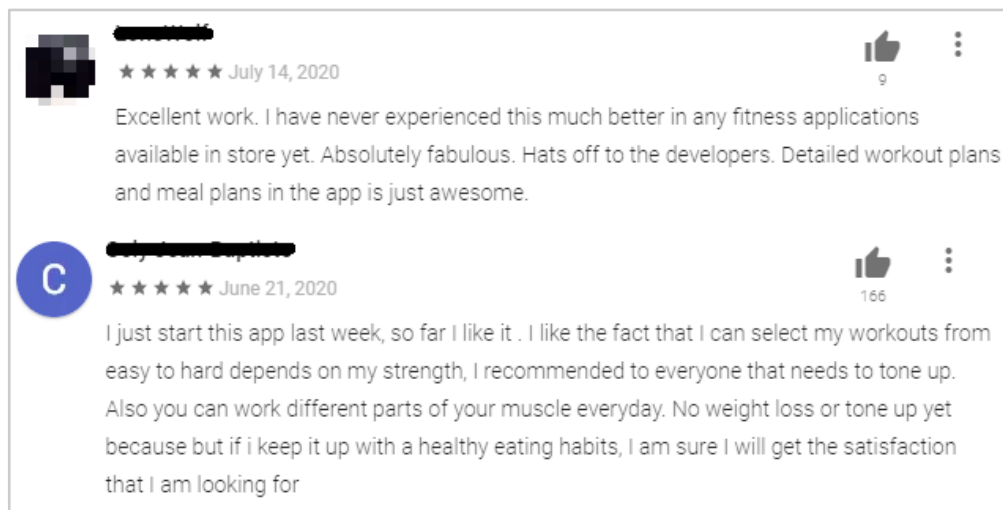 July 14, 2020
9
Excellent work. I have never experienced this much better in any fitness applications
available in store yet. Absolutely fabulous. Hats off to the developers. Detailed workout plans
and meal plans in the app is just awesome.
C
June 21, 2020
166
I just start this app last week, so far I like it . I like the fact that I can select my workouts from
easy to hard depends on my strength, I recommended to everyone that needs to tone up.
Also you can work different parts of your muscle everyday. No weight loss or tone up yet
because but if i keep it up with a healthy eating habits, I am sure I will get the satisfaction
that I am looking for